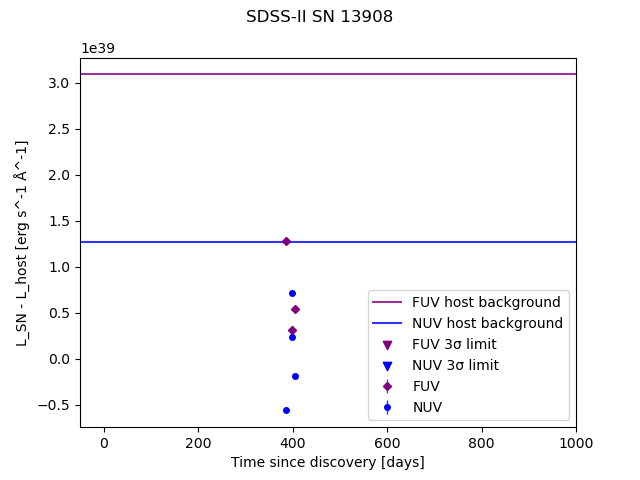 SDSS-II SN 13908
1e39
L_SN - L_host [erg s^-1 Å^-1]
3.0
2.5
2.0
1.5
1.0
0.5
0.0
−0.5
FUV host background
NUV host background
FUV 3σ limit
NUV 3σ limit
FUV
NUV
0 200 400 600 800 1000
Time since discovery [days]